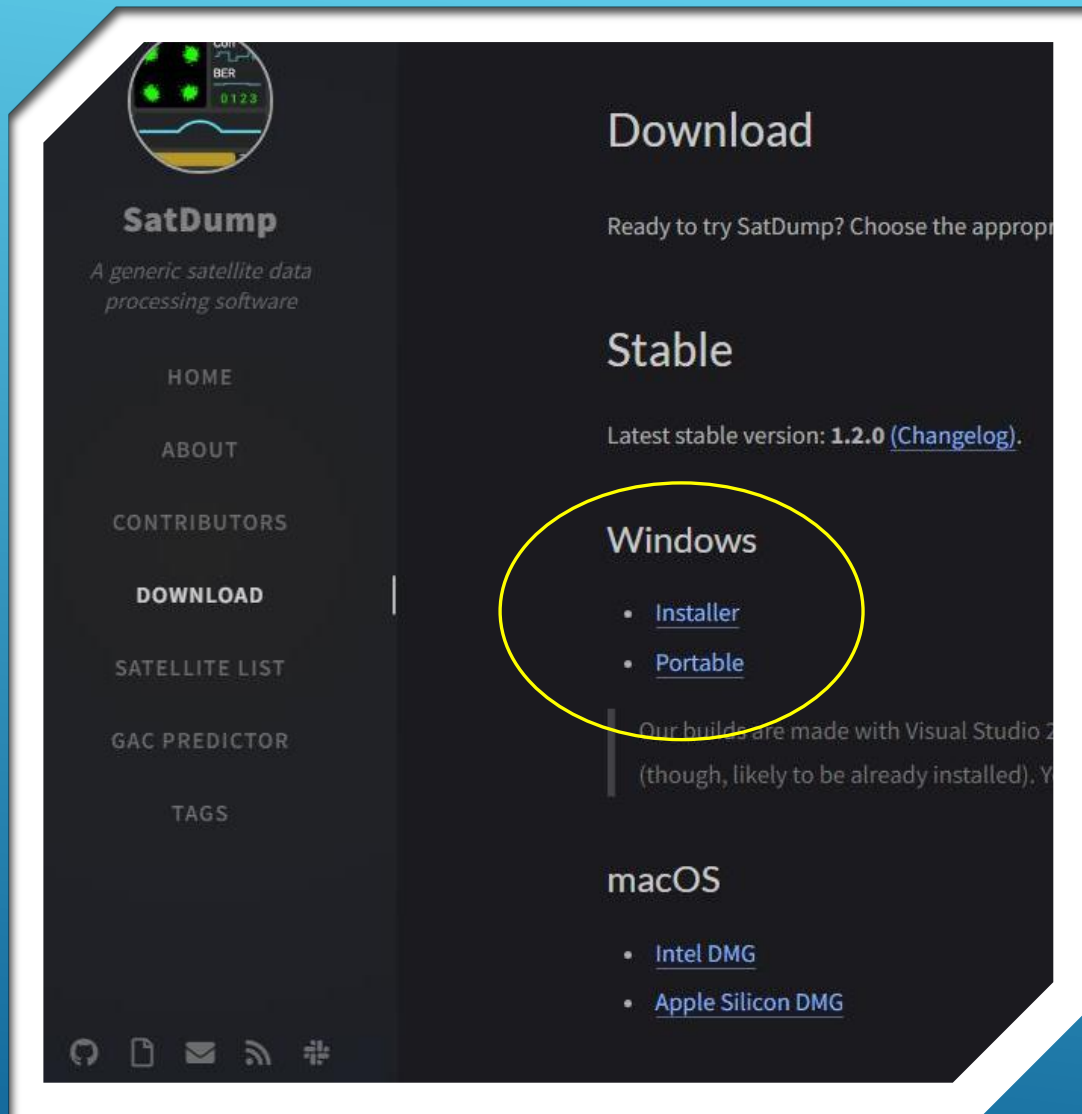 Corr
BER
0123
SatDump
A generic satellite data
processing software
HOME
ABOUT
CONTRIBUTORS
DOWNLOAD
SATELLITE LIST
GAC PREDICTOR
TAGS
Download
Ready to try SatDump? Choose the
Stable
Latest stable version: 1.2.0 (Changelog).
Windows
• Installer
• Portable
Our builds are made with Visual Studio
(though, likely to be already installed).
macOS
• Intel DMG
• Apple Silicon DMG